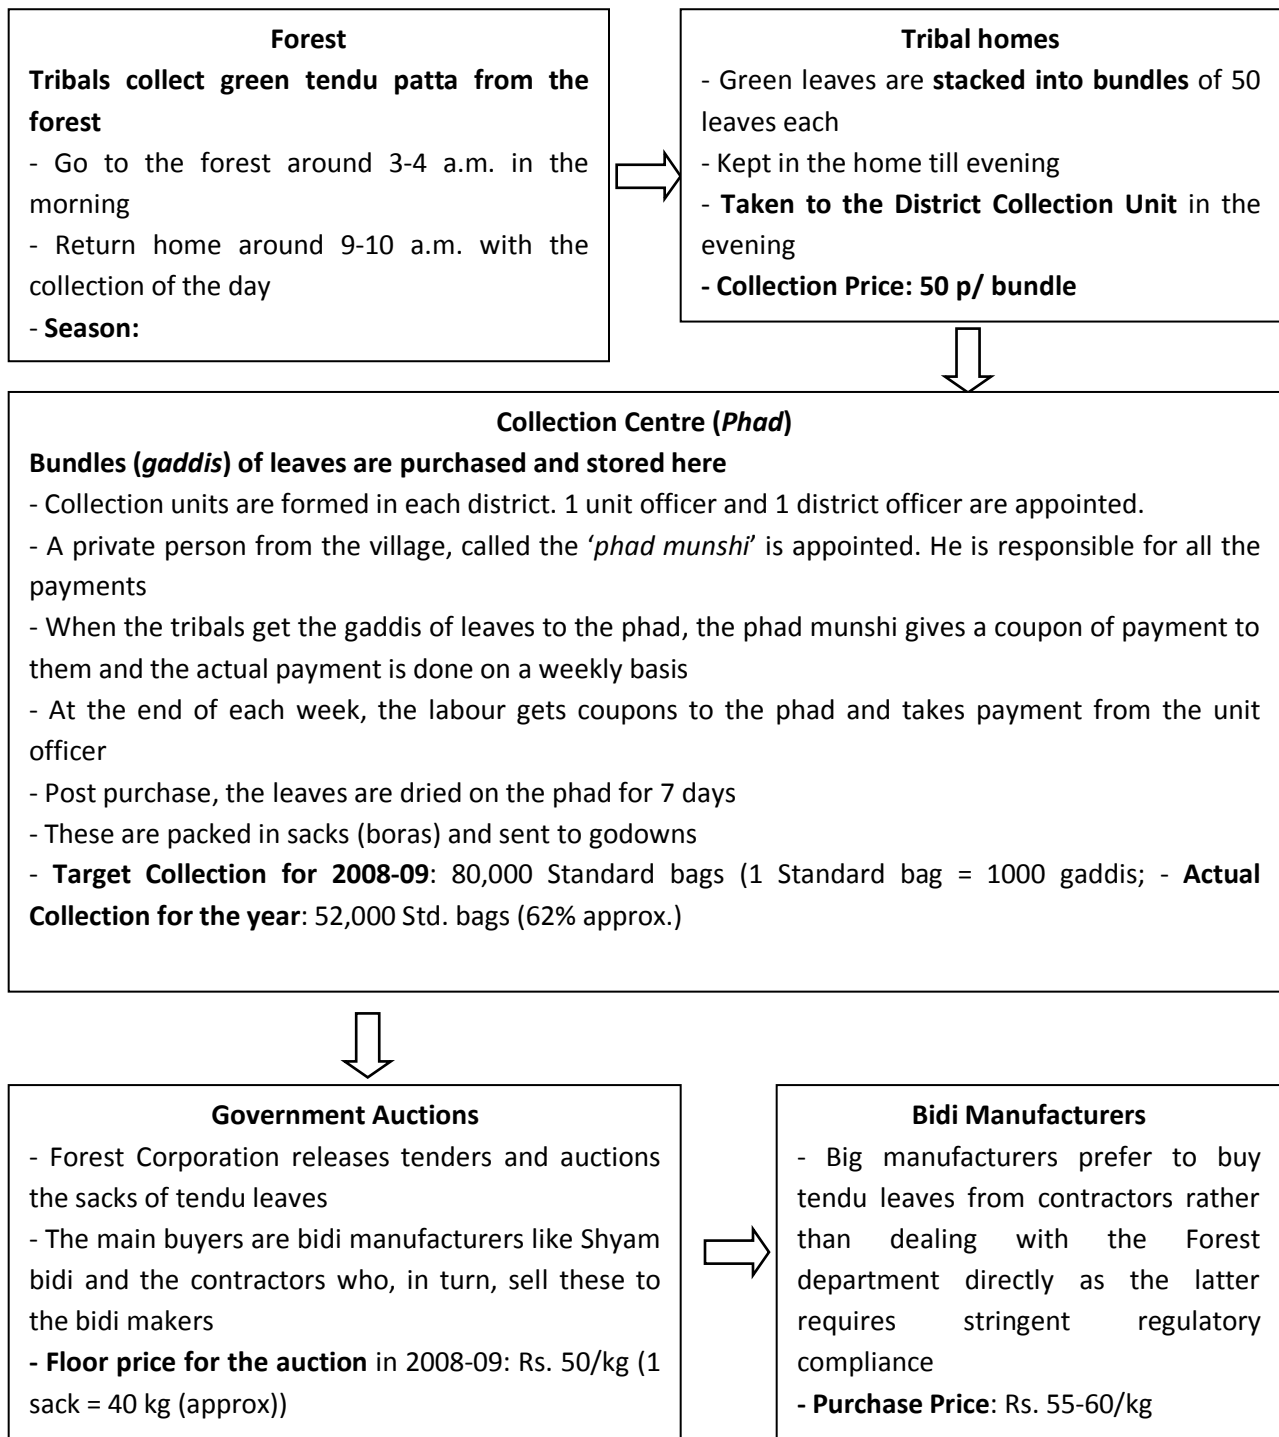 Forest
Tribals collect green tendu patta from the
forest
- Go to the forest around 3-4 a.m. in the
morning
- Return home around 9-10 a.m. with the
collection of the day
- Season:
Tribal homes
- Green leaves are stacked into bundles of 50
leaves each
- Kept in the home till evening
- Taken to the District Collection Unit in the
evening
- Collection Price: 50 p/ bundle
Collection Centre (Phad)
Bundles (gaddis) of leaves are purchased and stored here
- Collection units are formed in each district. 1 unit officer and 1 district officer are appointed.
- A private person from the village, called the ‘phad munshi’ is appointed. He is responsible for all the
payments
- When the tribals get the gaddis of leaves to the phad, the phad munshi gives a coupon of payment to
them and the actual payment is done on a weekly basis
- At the end of each week, the labour gets coupons to the phad and takes payment from the unit
officer
- Post purchase, the leaves are dried on the phad for 7 days
- These are packed in sacks (boras) and sent to godowns
- Target Collection for 2008-09: 80,000 Standard bags (1 Standard bag = 1000 gaddis; - Actual
Collection for the year: 52,000 Std. bags (62% approx.)
Government Auctions
- Forest Corporation releases tenders and auctions
the sacks of tendu leaves
- The main buyers are bidi manufacturers like Shyam
bidi and the contractors who, in turn, sell these to
the bidi makers
- Floor price for the auction in 2008-09: Rs. 50/kg (1
sack = 40 kg (approx))
Bidi Manufacturers
- Big manufacturers prefer to buy
tendu leaves from contractors rather
than dealing with the Forest
department directly as the latter
requires stringent regulatory
compliance
- Purchase Price: Rs. 55-60/kg